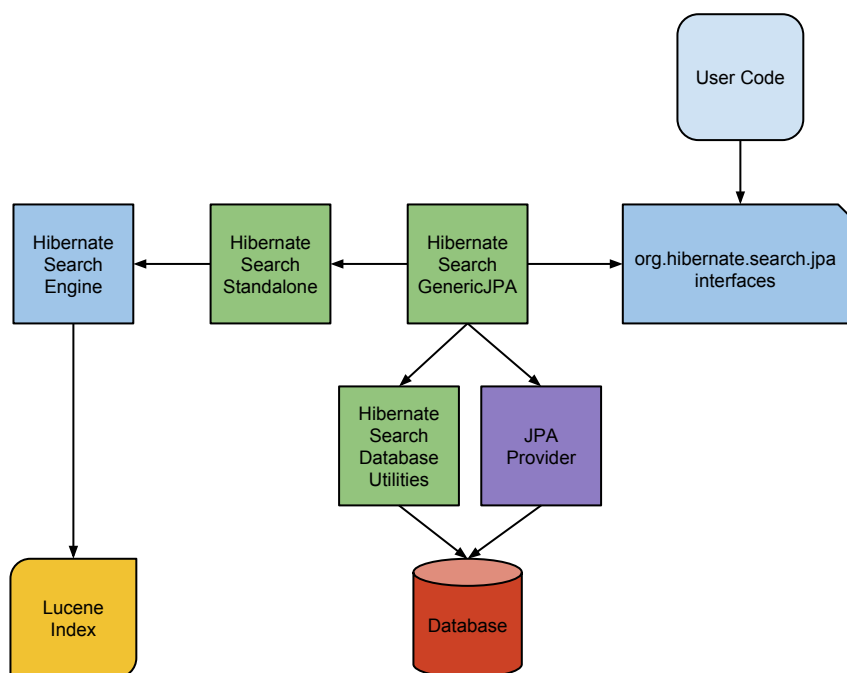 User Code
Hibernate
Search
Engine
Hibernate
Search
Standalone
Hibernate
Search
GenericJPA
org.hibernate.search.jpa
interfaces
Hibernate
Search
Database
Utilities
JPA
Provider
Lucene
Index
Database